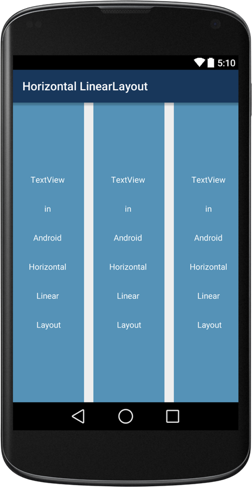 5:10
Horizontal LinearLayout
TextView
in
Android
Horizontal
Linear
Layout
TextView
in
Android
Horizontal
Linear
Layout
TextView
in
Android
Horizontal
Linear
Layout